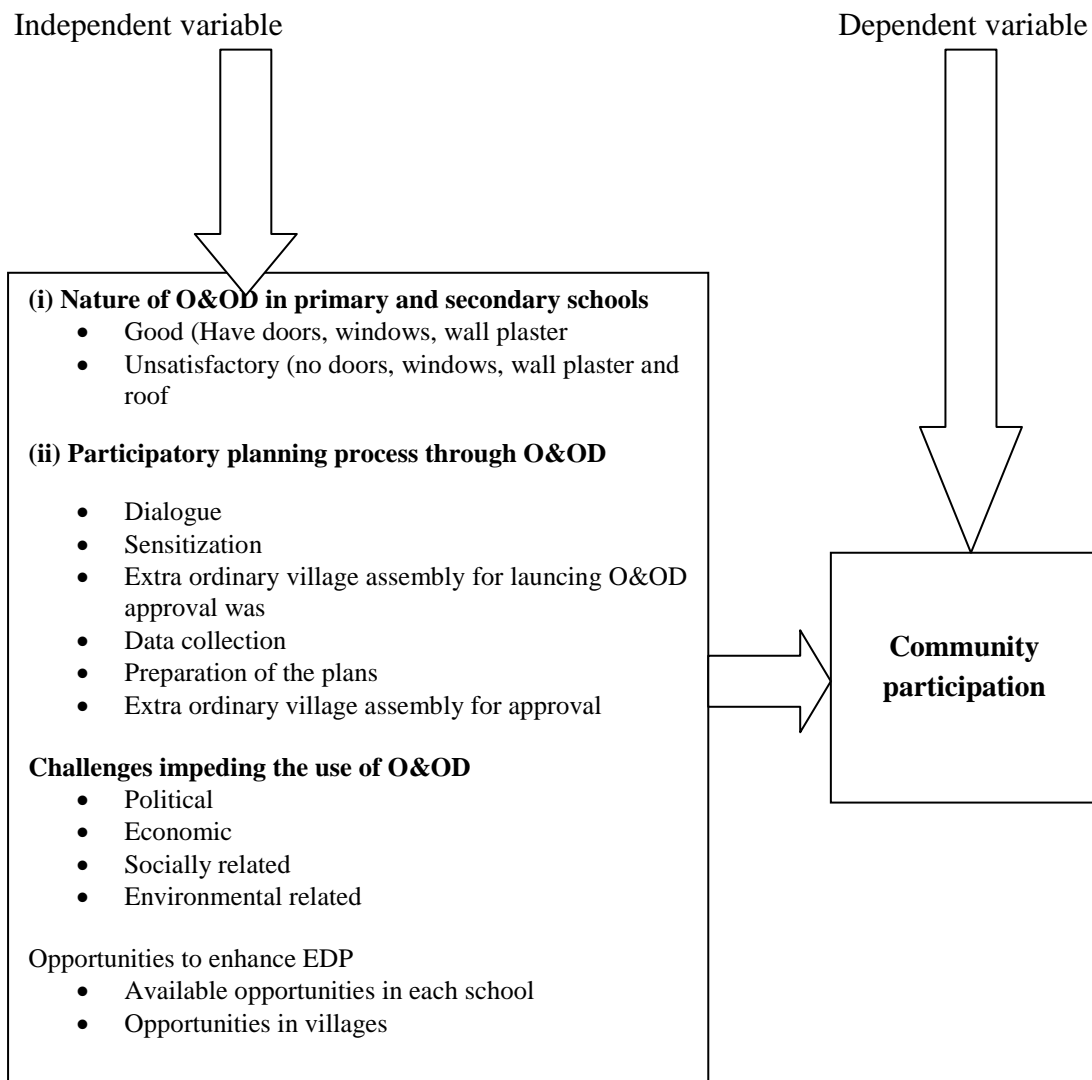 Independent variable
Dependent variable
(i) Nature of O&OD in primary and secondary schools
• Good (Have doors, windows, wall plaster
• Unsatisfactory (no doors, windows, wall plaster and
roof
(ii) Participatory planning process through O&OD
• Dialogue
• Sensitization
• Extra ordinary village assembly for launcing O&OD
approval was
• Data collection
• Preparation of the plans
• Extra ordinary village assembly for approval
Challenges impeding the use of O&OD
• Political
• Economic
• Socially related
• Environmental related
Opportunities to enhance EDP
• Available opportunities in each school
• Opportunities in villages
Community
participation